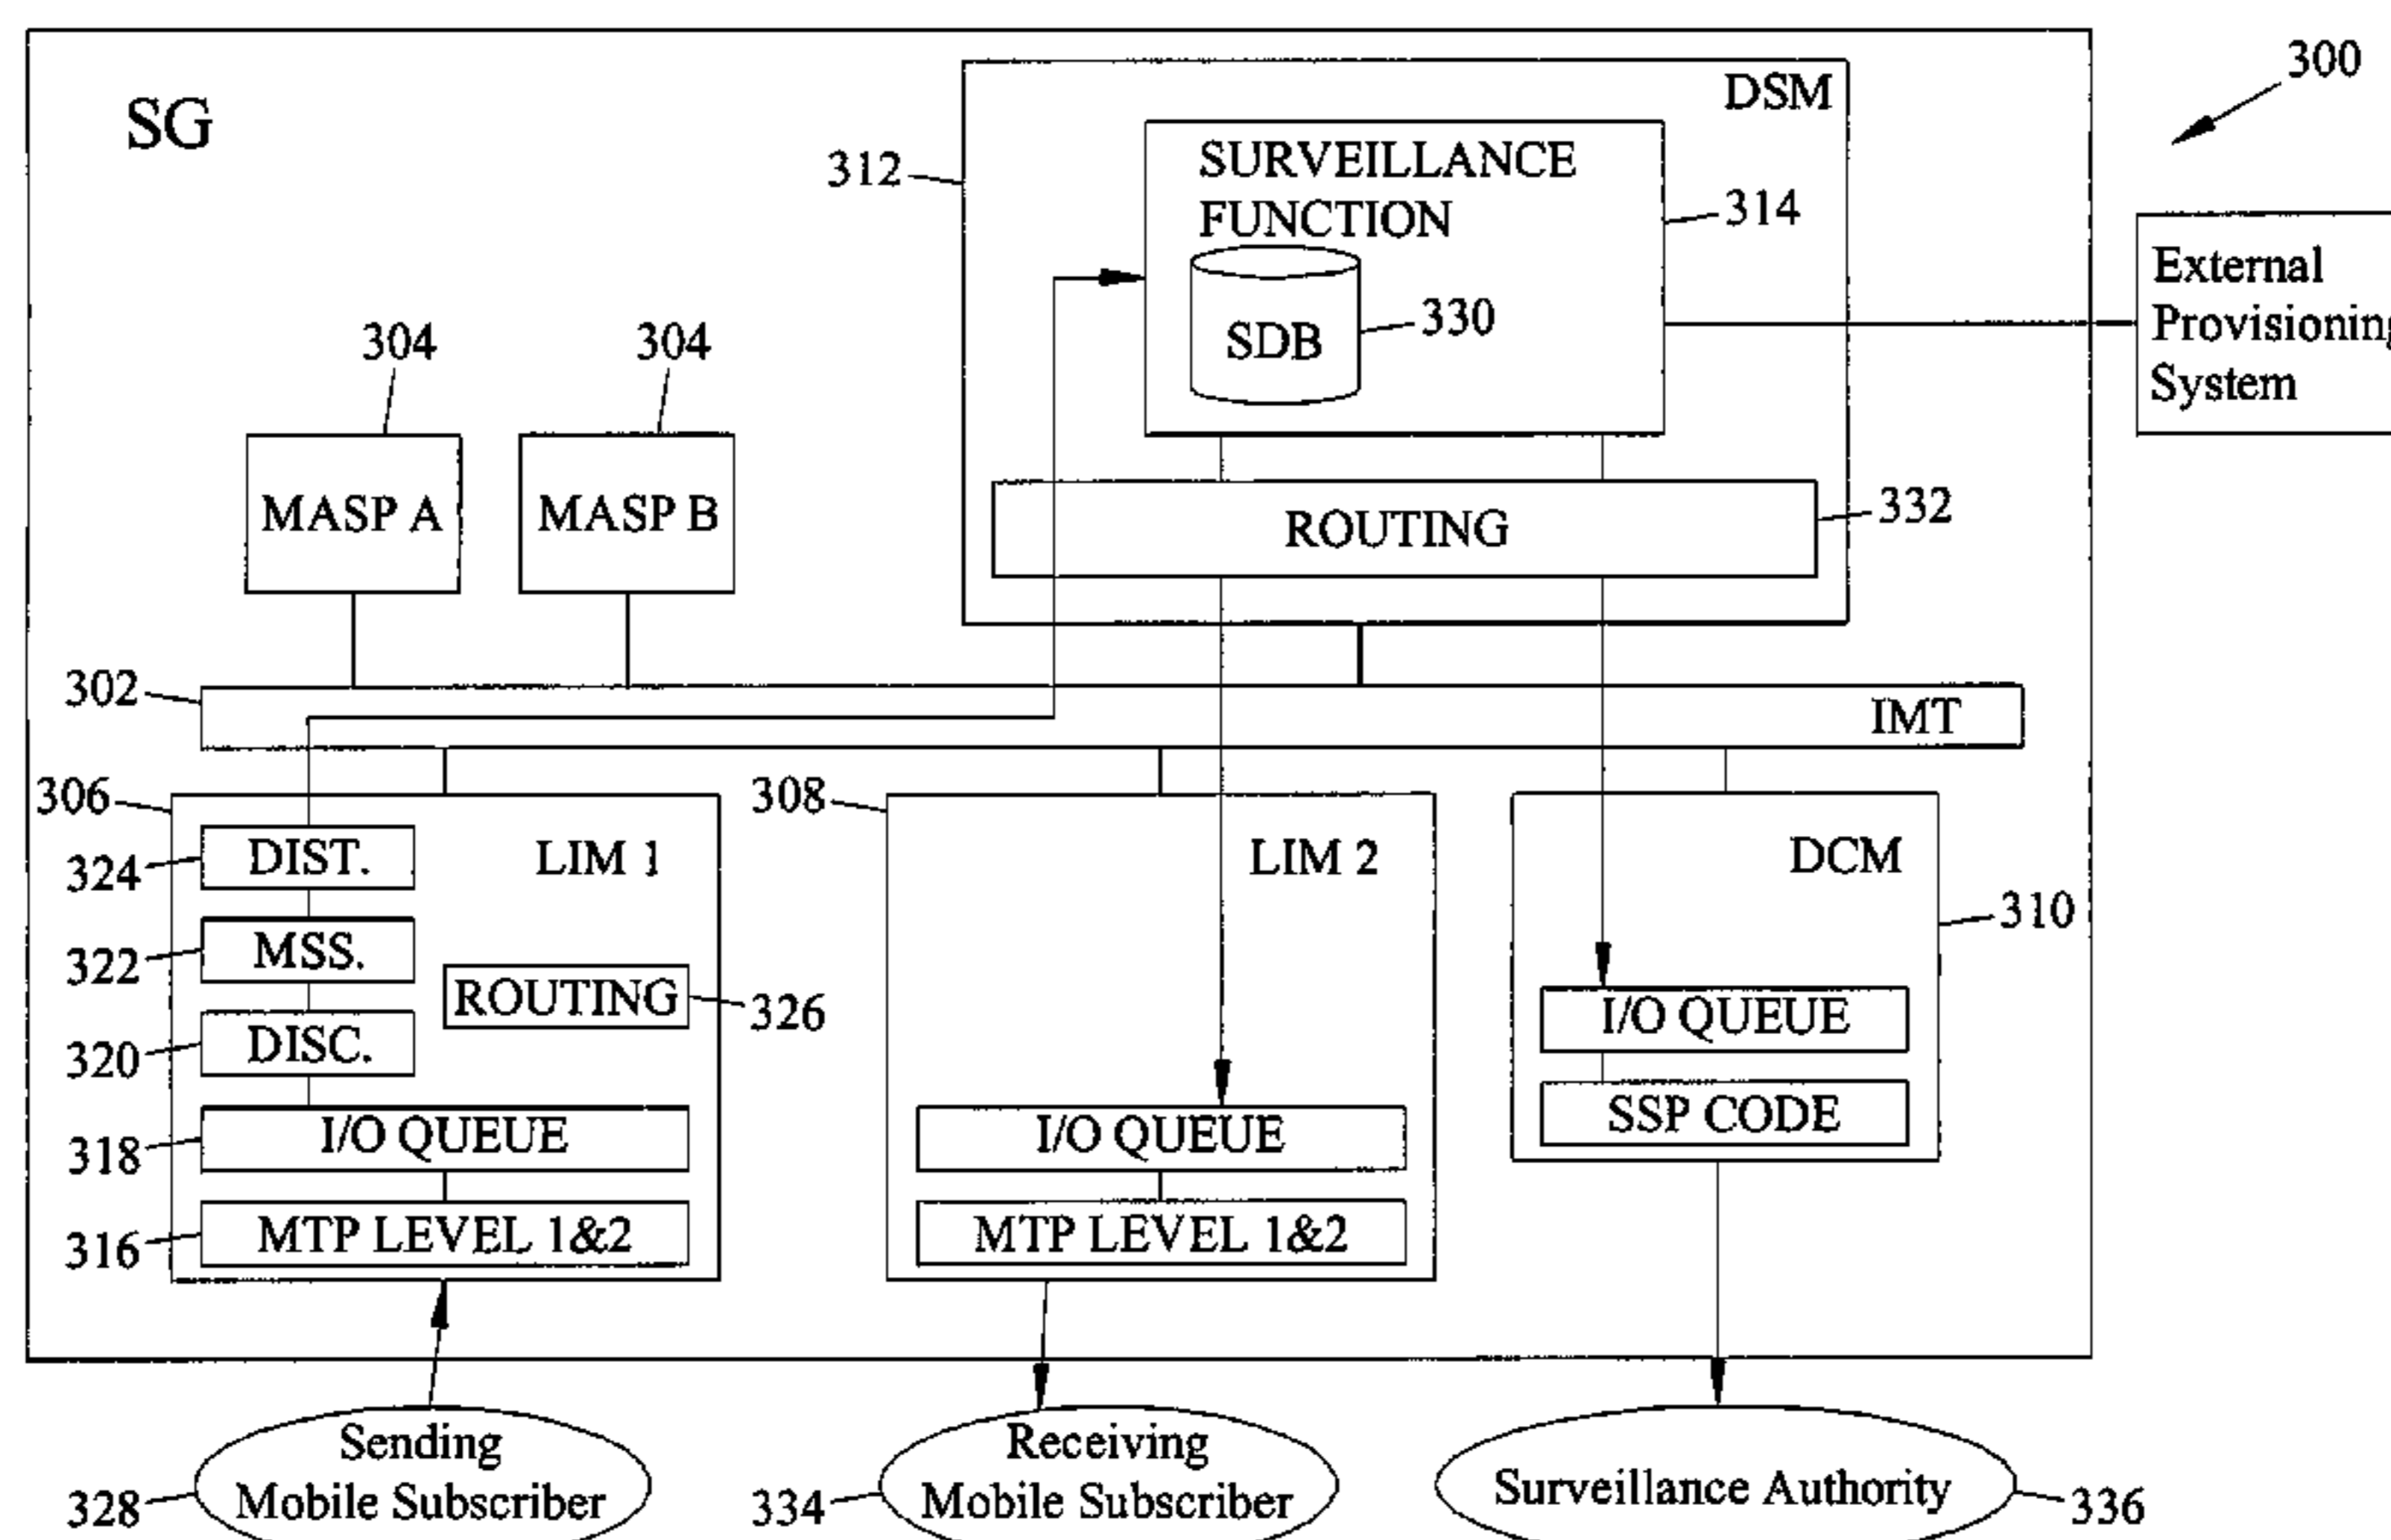 300
SG
DSM
312
SURVEILLANCE
FUNCTION
314
SDB
330
External
Provisioning
System
304
304
MASP A
MASP B
ROUTING
332
302
IMT
306
LIM 1
324
DIST.
322
MSS.
ROUTING
326
320
DISC.
318
I/O QUEUE
316
MTP LEVEL 1&2
308
LIM 2
I/O QUEUE
MTP LEVEL 1&2
DCM
310
I/O QUEUE
SSP CODE
Sending
Mobile Subscriber
328
Receiving
Mobile Subscriber
334
Surveillance Authority
336